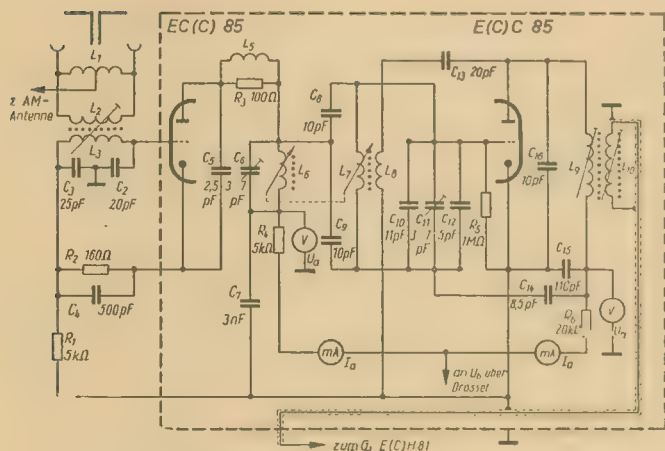 EC(C) 85
E(C)C 85
L₁
z AM-
Antenne
L₂
L₃
C₃
25pF
C₂
20pF
R₂ 160Ω
C₄
500pF
R₁
5kΩ
L₅
R₃ 100Ω
C₅
2,5
pF
C₆
3
7
pF
L₆
R₄
5kΩ
V
Uₐ
C₇
3nF
C₈
10pF
C₉
10pF
L₇
L₈
C₁₃ 20pF
C₁₀
11pF
C₁₁
3
7
pF
C₁₂
5pF
R₅
1MΩ
C₁₆
10pF
L₉
L₁₀
C₁₅
110pF
C₁₄
8,5pF
R₆
20kΩ
V
Uₐ
mA
Iₐ
mA
Iₐ
an U_b über
Drossel
zum G₁ E(C)H 81